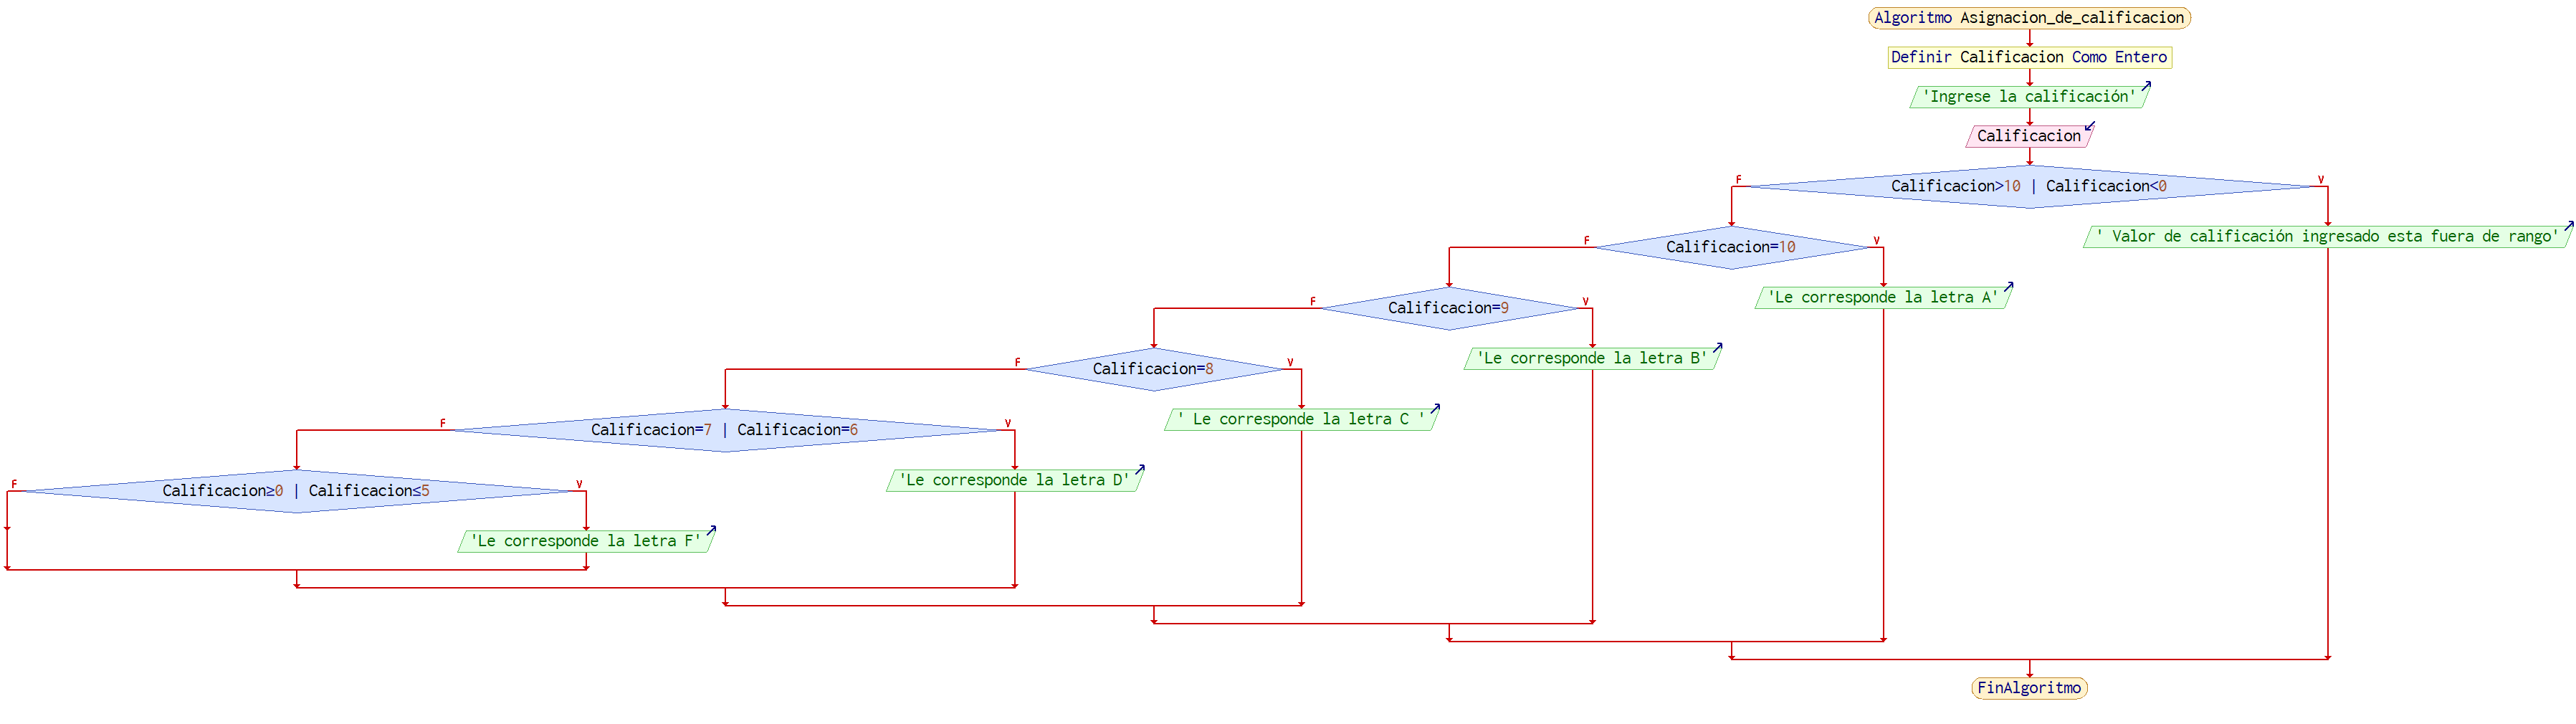 Algoritmo Asignacion_de_calificacion
Definir Calificacion Como Entero
'Ingrese la calificación'
Calificacion
F
Calificacion>10 | Calificacion<0
V
F
Calificacion=10
V
' Valor de calificación ingresado esta fuera de rango'
F
Calificacion=9
V
'Le corresponde la letra A'
F
Calificacion=8
V
'Le corresponde la letra B'
F
Calificacion=7 | Calificacion=6
V
' Le corresponde la letra C '
F
Calificacion≥0 | Calificacion≤5
V
'Le corresponde la letra D'
'Le corresponde la letra F'
FinAlgoritmo